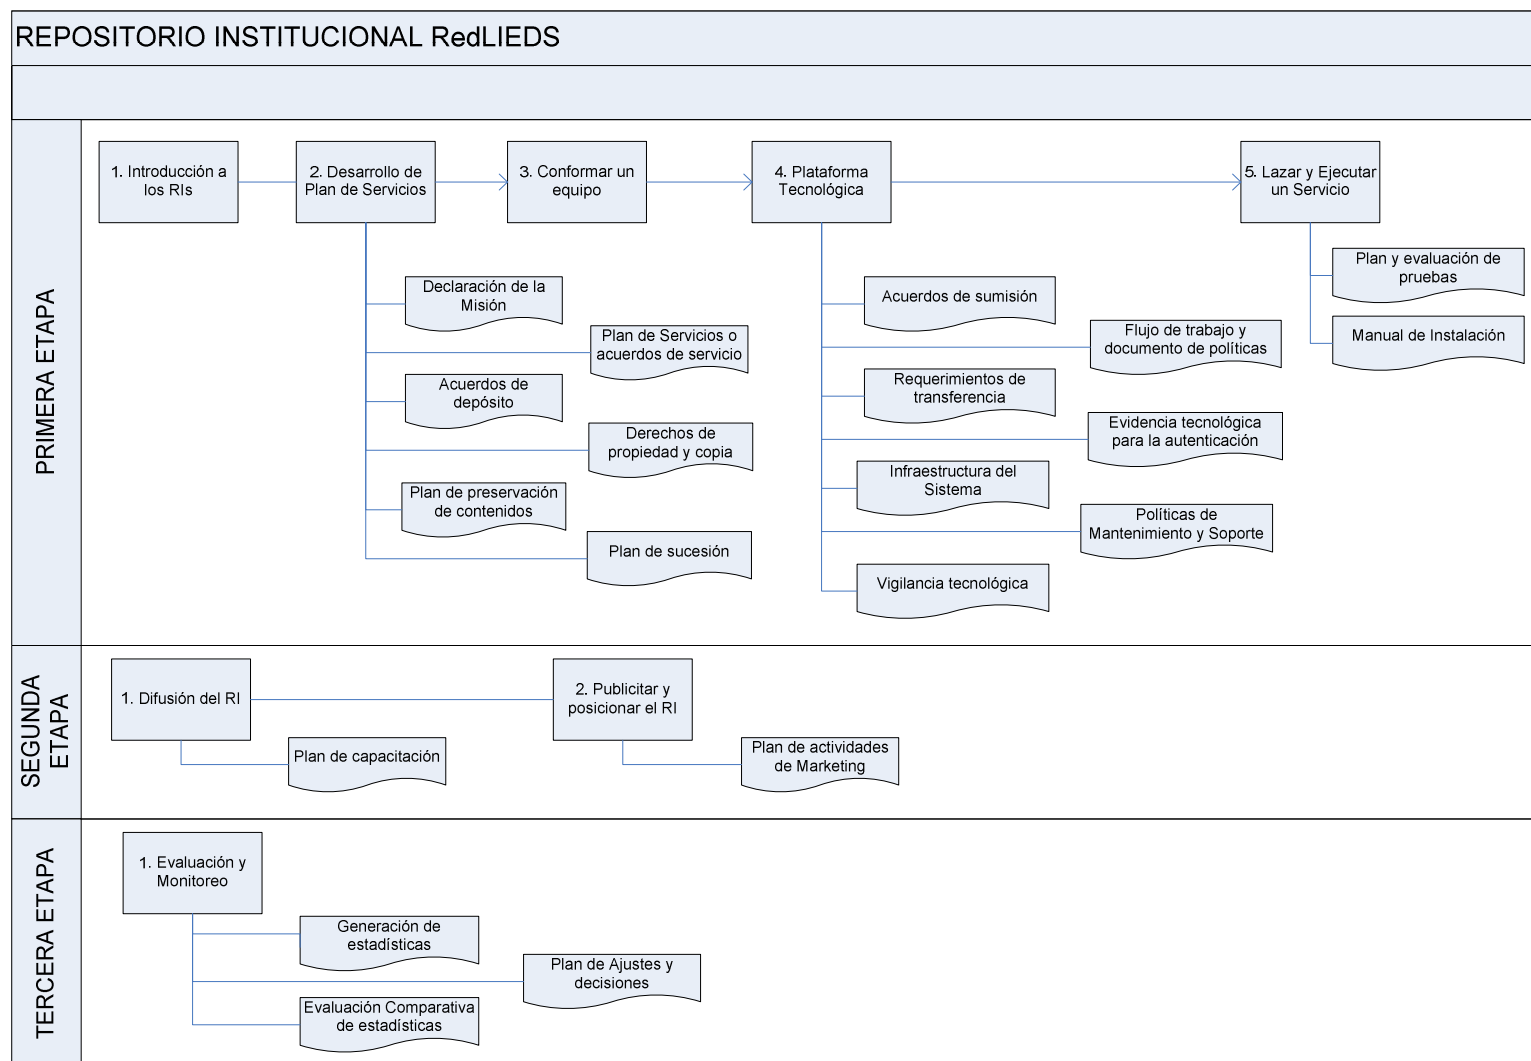 REPOSITORIO INSTITUCIONAL RedLIEDS
PRIMERA ETAPA
1. Introducción a
los RIs
2. Desarrollo de
Plan de Servicios
3. Conformar un
equipo
4. Plataforma
Tecnológica
5. Lazar y Ejecutar
un Servicio
Declaración de la
Misión
Plan de Servicios o
acuerdos de servicio
Acuerdos de
depósito
Derechos de
propiedad y copia
Plan de preservación
de contenidos
Plan de sucesión
Acuerdos de sumisión
Flujo de trabajo y
documento de políticas
Requerimientos de
transferencia
Evidencia tecnológica
para la autenticación
Infraestructura del
Sistema
Políticas de
Mantenimiento y Soporte
Vigilancia tecnológica
Plan y evaluación de
pruebas
Manual de Instalación
SEGUNDA
ETAPA
1. Difusión del RI
2. Publicitar y
posicionar el RI
Plan de capacitación
Plan de actividades
de Marketing
TERCERA ETAPA
1. Evaluación y
Monitoreo
Generación de
estadísticas
Plan de Ajustes y
decisiones
Evaluación Comparativa
de estadísticas